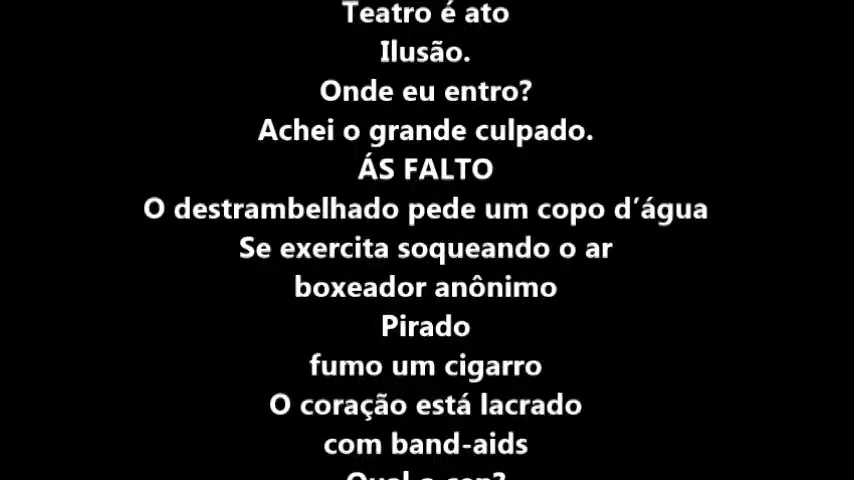 Teatro é ato
Ilusão.
Onde eu entro?
Achei o grande culpado.
ÁS FALTO
O destrambelhado pede um copo d’água
Se exercita soqueando o ar
boxeador anônimo
Pirado
fumo um cigarro
O coração está lacrado
com band-aids
Qual a